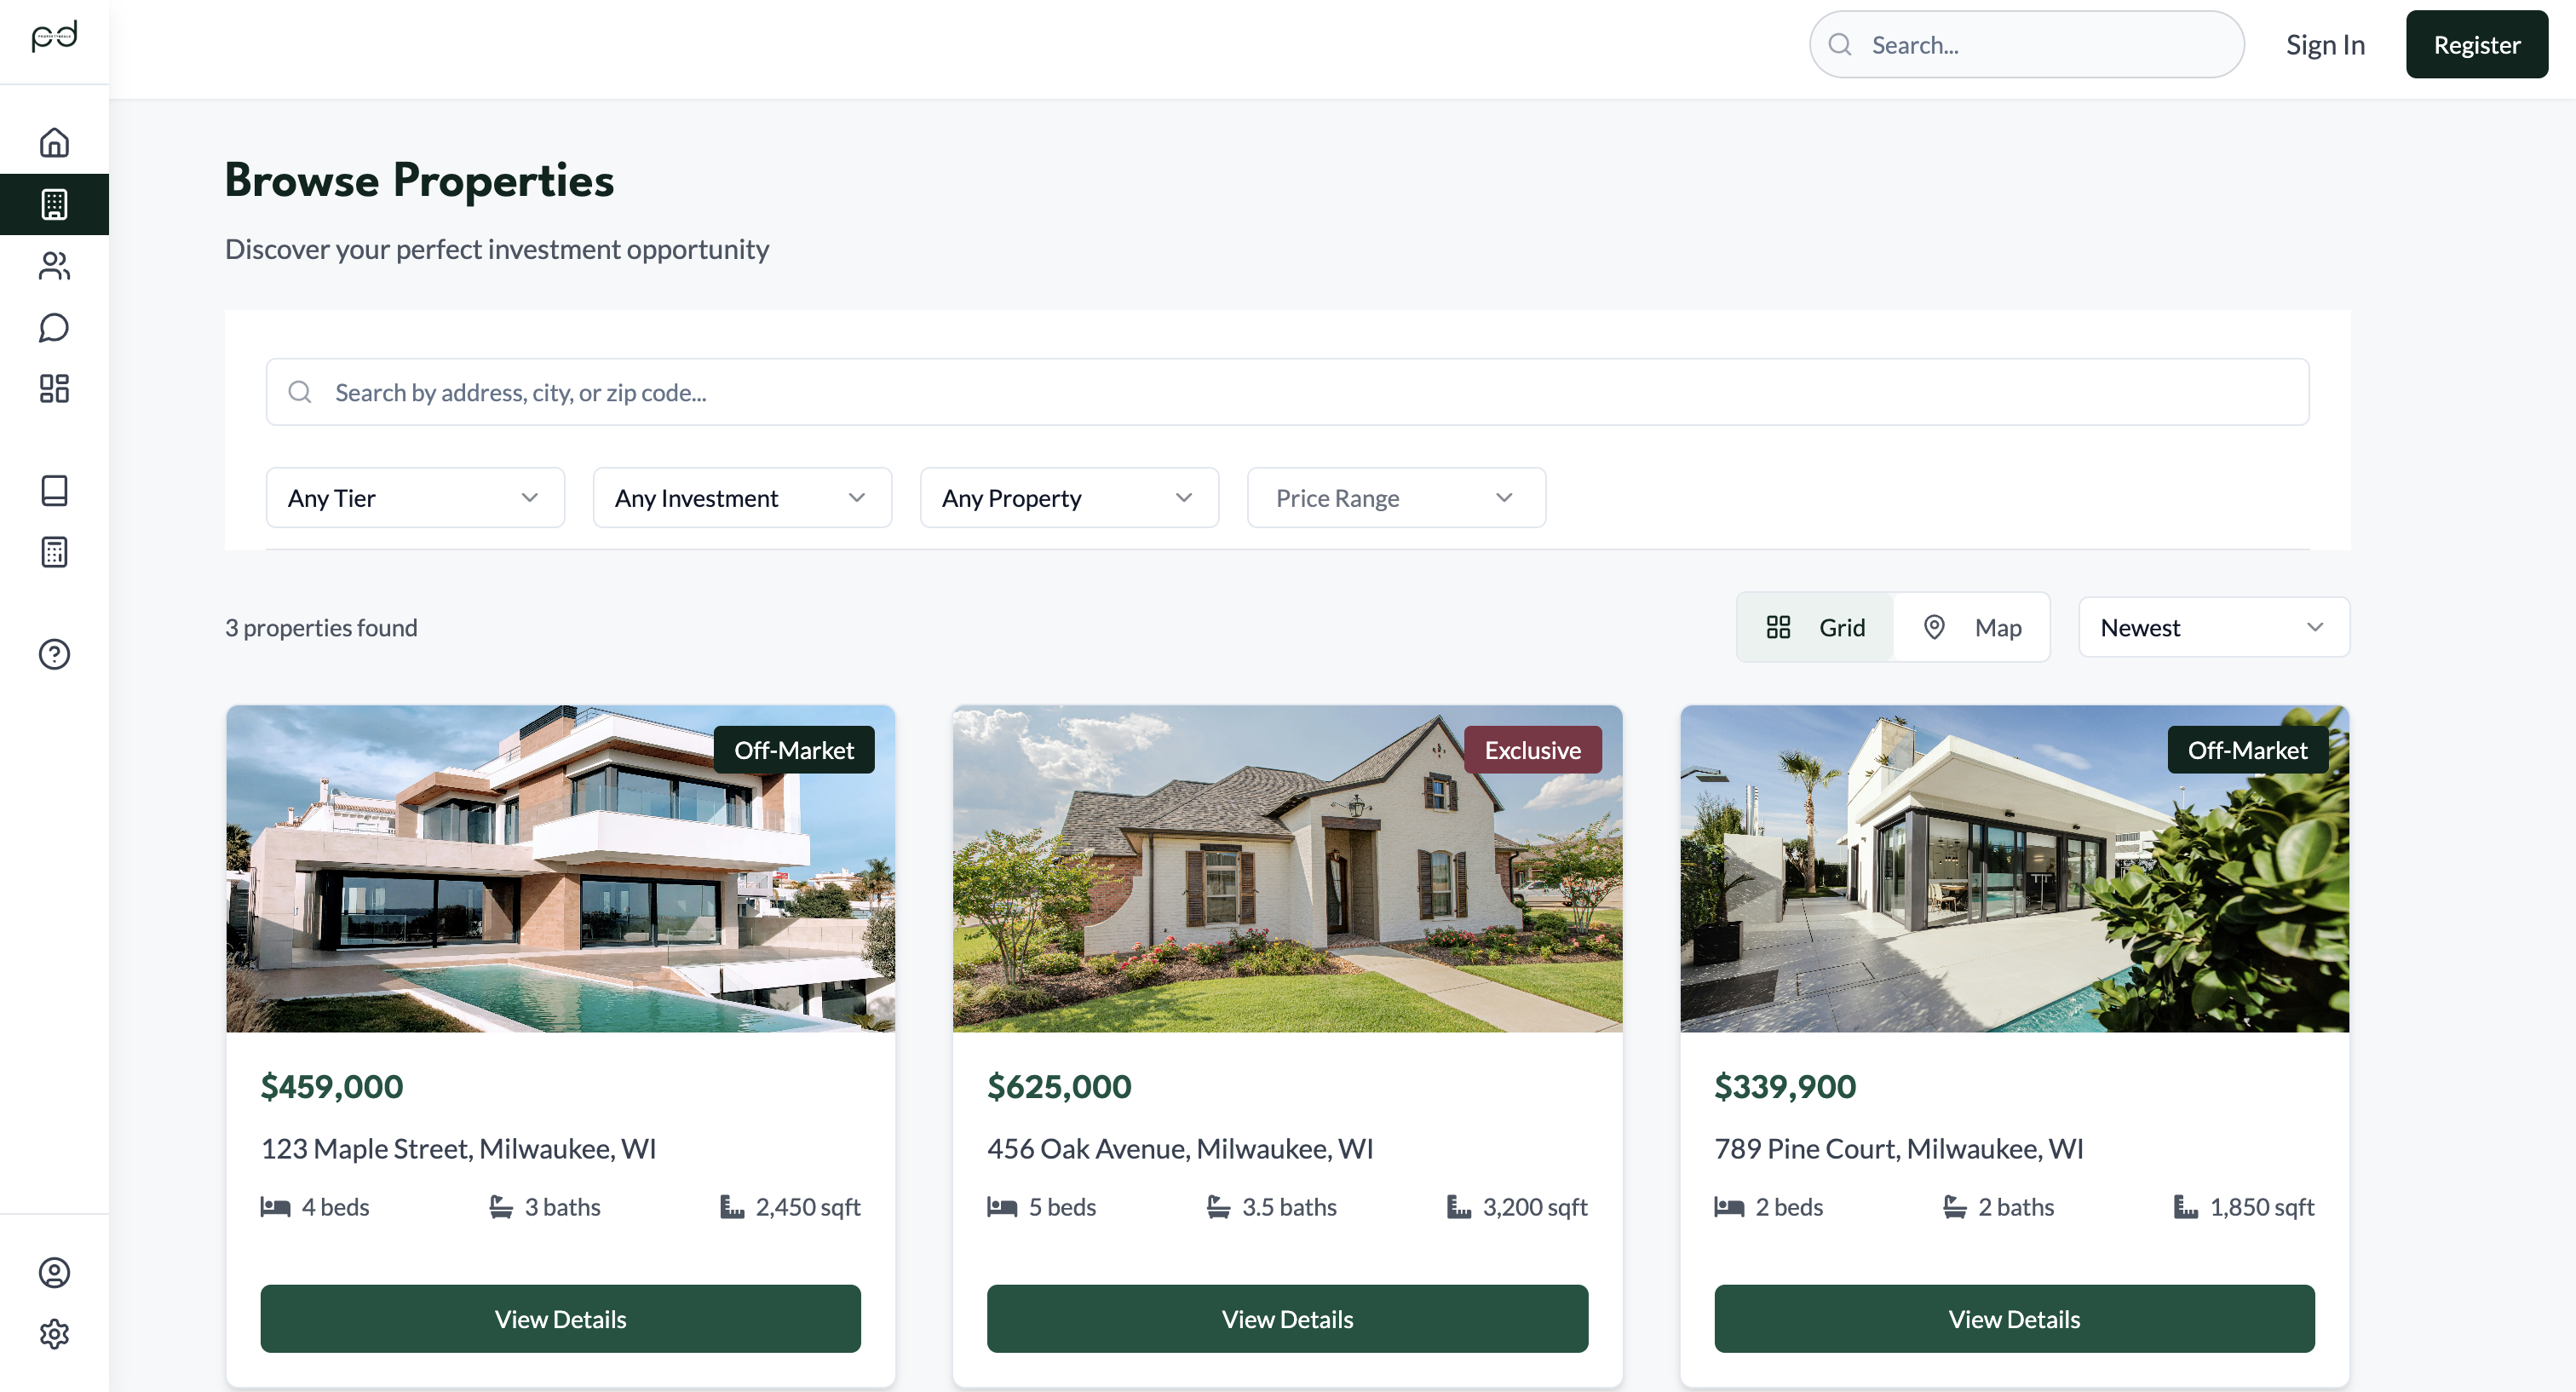 pd
Search...
Sign In
Register
Browse Properties
Discover your perfect investment opportunity
Search by address, city, or zip code...
Any Tier
Any Investment
Any Property
Price Range
3 properties found
Grid
Map
Newest
Off-Market
Exclusive
Off-Market
$459,000
123 Maple Street, Milwaukee, WI
4 beds
3 baths
2,450 sqft
View Details
$625,000
456 Oak Avenue, Milwaukee, WI
5 beds
3.5 baths
3,200 sqft
View Details
$339,900
789 Pine Court, Milwaukee, WI
2 beds
2 baths
1,850 sqft
View Details